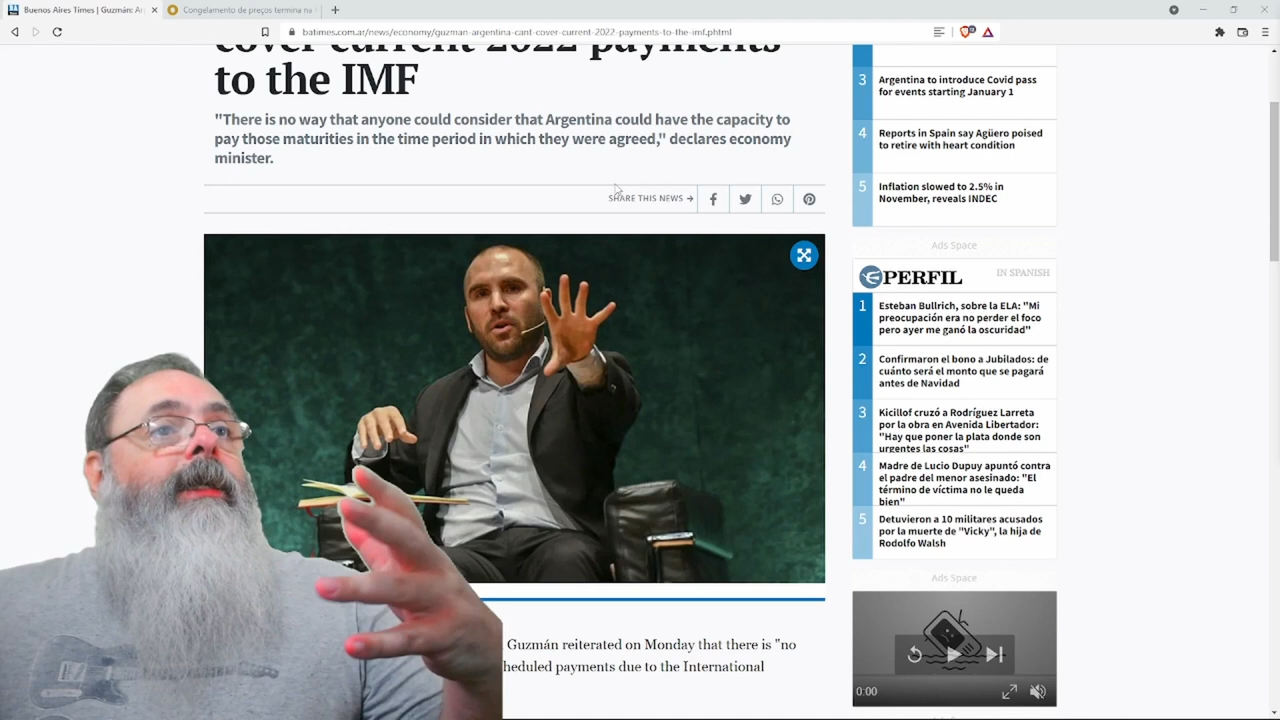 Buenos Aires Times | Guzmán: Ar
Congelamento de preços termina na
batimes.com.ar/news/economy/guzman-argentina-cant-cover-current-2022-payments-to-the-imf.phtml
cover current 2022 payments
to the IMF
"There is no way that anyone could consider that Argentina could have the capacity to
pay those maturities in the time period in which they were agreed," declares economy
minister.
SHARE THIS NEWS
Guzmán reiterated on Monday that there is "no
heduled payments due to the International
3 Argentina to introduce Covid pass
for events starting January 1
4 Reports in Spain say Agüero poised
to retire with heart condition
5 Inflation slowed to 2.5% in
November, reveals INDEC
Ads Space
PERFIL IN SPANISH
1 Esteban Bullrich, sobre la ELA: "Mi
preocupación era no perder el foco
pero ayer me ganó la oscuridad"
2 Confirmaron el bono a Jubilados: de
cuánto será el monto que se pagará
antes de Navidad
3 Kicillof cruzó a Rodríguez Larreta
por la obra en Avenida Libertador:
"Hay que poner la plata donde son
urgentes las cosas"
4 Madre de Lucio Dupuy apuntó contra
el padre del menor asesinado: "El
término de víctima no le queda
bien"
5 Detuvieron a 10 militares acusados
por la muerte de "Vicky", la hija de
Rodolfo Walsh
Ads Space
0:00